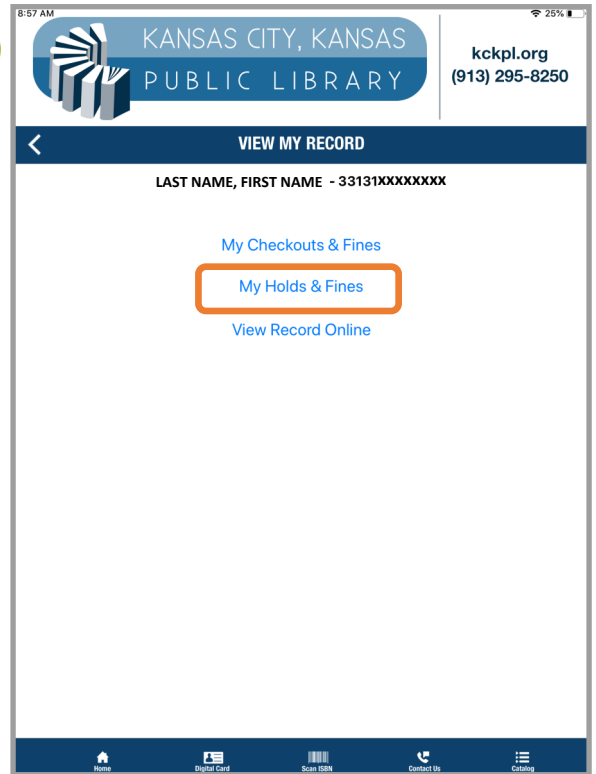 8:57 AM
25%
KANSAS CITY, KANSAS
PUBLIC LIBRARY
kckpl.org
(913) 295-8250
VIEW MY RECORD
LAST NAME, FIRST NAME - 33131XXXXXXXX
My Checkouts & Fines
My Holds & Fines
View Record Online
Home
Digital Card
Scan ISBN
Contact Us
Catalog